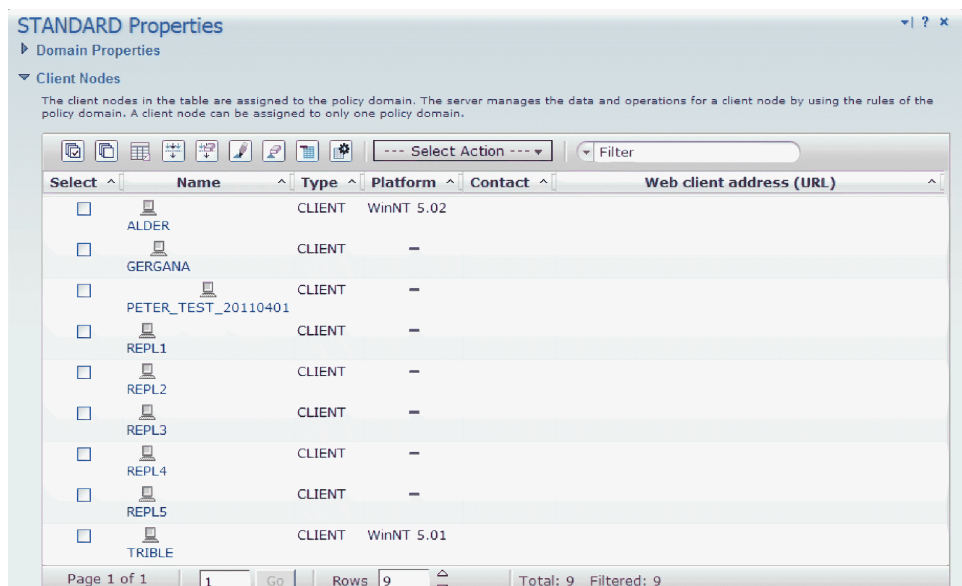 STANDARD Properties
?
Domain Properties
Client Nodes
The client nodes in the table are assigned to the policy domain. The server manages the data and operations for a client node by using the rules of the
policy domain. A client node can be assigned to only one policy domain.
--- Select Action --- Filter
Select Name Type Platform Contact Web client address (URL)
ALDER CLIENT WinNT 5.02
GERGANA CLIENT –
PETER_TEST_20110401 CLIENT –
REPL1 CLIENT –
REPL2 CLIENT –
REPL3 CLIENT –
REPL4 CLIENT –
REPL5 CLIENT –
TRIBLE CLIENT WinNT 5.01
Page 1 of 1 1 Go Rows 9 Total: 9 Filtered: 9